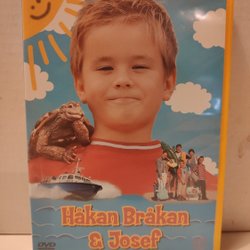 Håkan Bråkan
& Josef
DVD